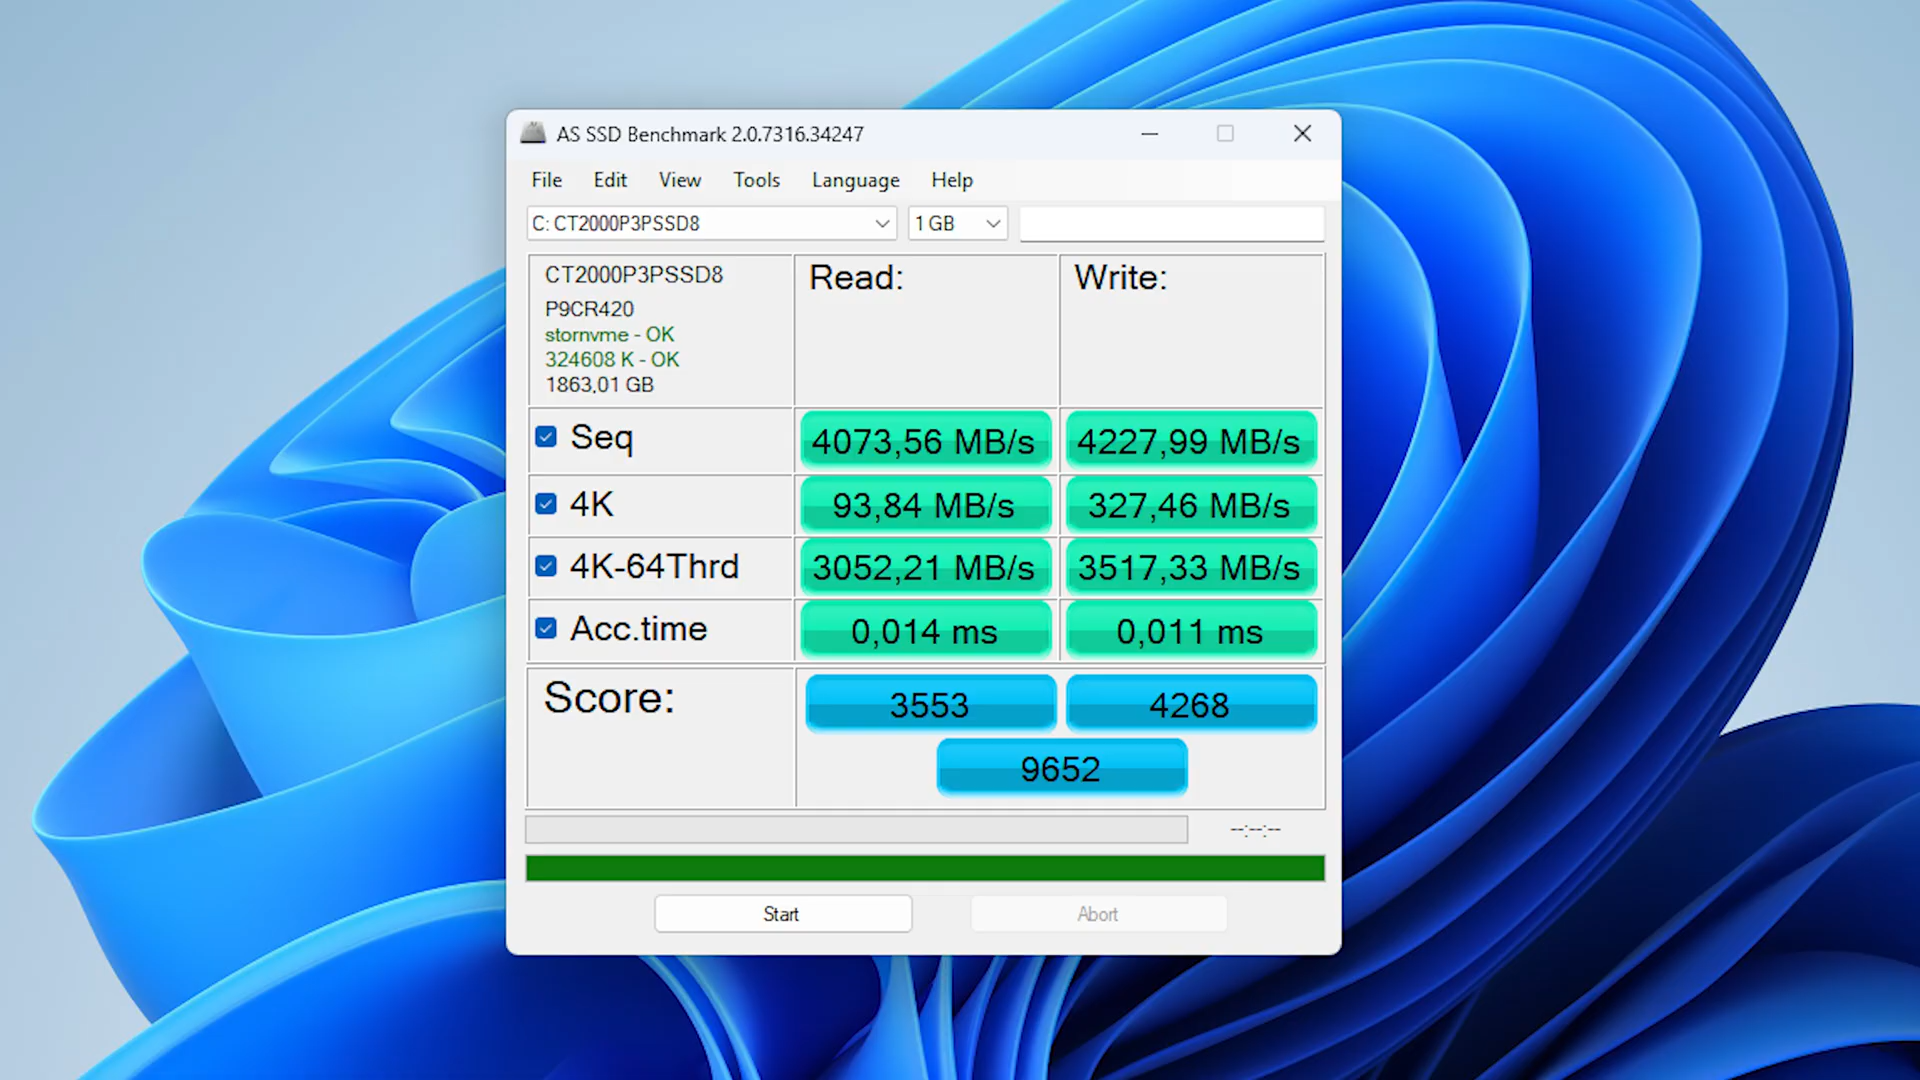 AS SSD Benchmark 2.0.7316.34247
File Edit View Tools Language Help
C: CT2000P3PSSD8 1 GB
CT2000P3PSSD8 Read: Write:
P9CR420
stornvme - OK
324608 K - OK
1863,01 GB
Seq 4073,56 MB/s 4227,99 MB/s
4K 93,84 MB/s 327,46 MB/s
4K-64Thrd 3052,21 MB/s 3517,33 MB/s
Acc.time 0,014 ms 0,011 ms
Score: 3553 4268
9652
--:--:--
Start Abort